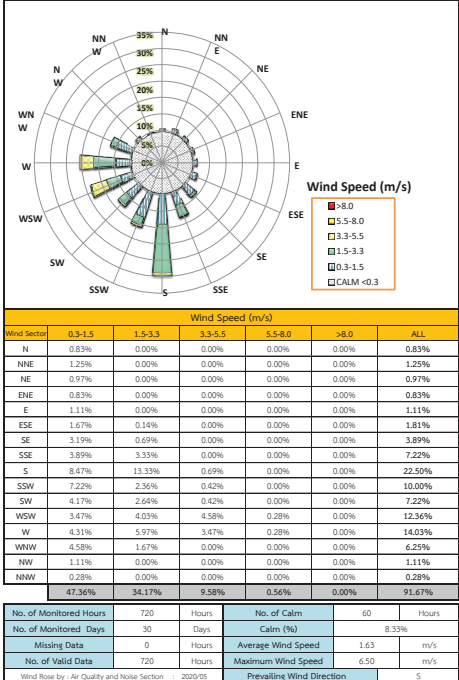 N
NN
E
NE
ENE
E
ESE
SE
SSE
S
SSW
SW
WSW
W
WN
W
N
W
NN
W
35%
30%
25%
20%
15%
10%
5%
0%
Wind Speed (m/s)
>8.0
5.5-8.0
3.3-5.5
1.5-3.3
0.3-1.5
CALM <0.3
Wind Speed (m/s)
Wind Sector 0.3-1.5 1.5-3.3 3.3-5.5 5.5-8.0 >8.0 ALL
N 0.83% 0.00% 0.00% 0.00% 0.00% 0.83%
NNE 1.25% 0.00% 0.00% 0.00% 0.00% 1.25%
NE 0.97% 0.00% 0.00% 0.00% 0.00% 0.97%
ENE 0.83% 0.00% 0.00% 0.00% 0.00% 0.83%
E 1.11% 0.00% 0.00% 0.00% 0.00% 1.11%
ESE 1.67% 0.14% 0.00% 0.00% 0.00% 1.81%
SE 3.19% 0.69% 0.00% 0.00% 0.00% 3.89%
SSE 3.89% 3.33% 0.00% 0.00% 0.00% 7.22%
S 8.47% 13.33% 0.69% 0.00% 0.00% 22.50%
SSW 7.22% 2.36% 0.42% 0.00% 0.00% 10.00%
SW 4.17% 2.64% 0.42% 0.00% 0.00% 7.22%
WSW 3.47% 4.03% 4.58% 0.28% 0.00% 12.36%
W 4.31% 5.97% 3.47% 0.28% 0.00% 14.03%
WNW 4.58% 1.67% 0.00% 0.00% 0.00% 6.25%
NW 1.11% 0.00% 0.00% 0.00% 0.00% 1.11%
NNW 0.28% 0.00% 0.00% 0.00% 0.00% 0.28%
47.36% 34.17% 9.58% 0.56% 0.00% 91.67%
No. of Monitored Hours 720 Hours No. of Calm 60 Hours
No. of Monitored Days 30 Days Calm (%) 8.33%
Missing Data 0 Hours Average Wind Speed 1.63 m/s
No. of Valid Data 720 Hours Maximum Wind Speed 6.50 m/s
Wind Rose by : Air Quality and Noise Section : 2020/05 Prevailing Wind Direction S